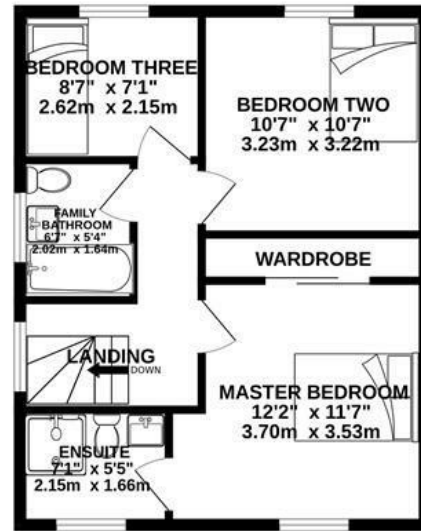 BEDROOM THREE
8'7" x 7'1"
2.62m x 2.15m
BEDROOM TWO
10'7" x 10'7"
3.23m x 3.22m
FAMILY
BATHROOM
6'7" x 5'4"
2.02m x 1.64m
WARDROBE
LANDING
DOWN
MASTER BEDROOM
12'2" x 11'7"
3.70m x 3.53m
ENSUITE
7'1" x 5'5"
2.15m x 1.66m